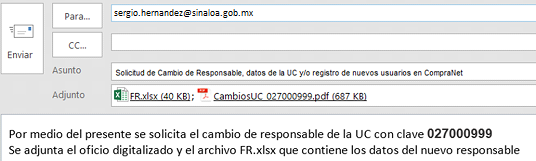 Para...
sergio.hernandez@sinaloa.gob.mx
CC...
Enviar
Asunto
Solicitud de Cambio de Responsable, datos de la UC y/o registro de nuevos usuarios en CompraNet
Adjunto
FR.xlsx (40 KB); CambiosUC_027000999.pdf (687 KB)
Por medio del presente se solicita el cambio de responsable de la UC con clave 027000999
Se adjunta el oficio digitalizado y el archivo FR.xlsx que contiene los datos del nuevo responsable